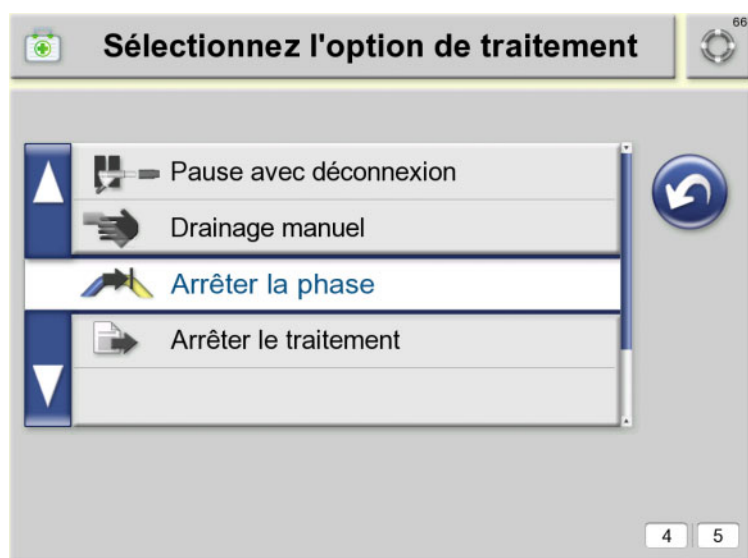 66
Sélectionnez l'option de traitement
Pause avec déconnexion
Drainage manuel
Arrêter la phase
Arrêter le traitement
4 5